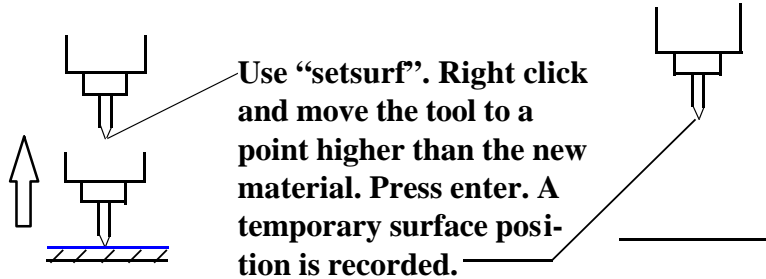 Use “setsurf”. Right click
and move the tool to a
point higher than the new
material. Press enter. A
temporary surface posi-
tion is recorded.